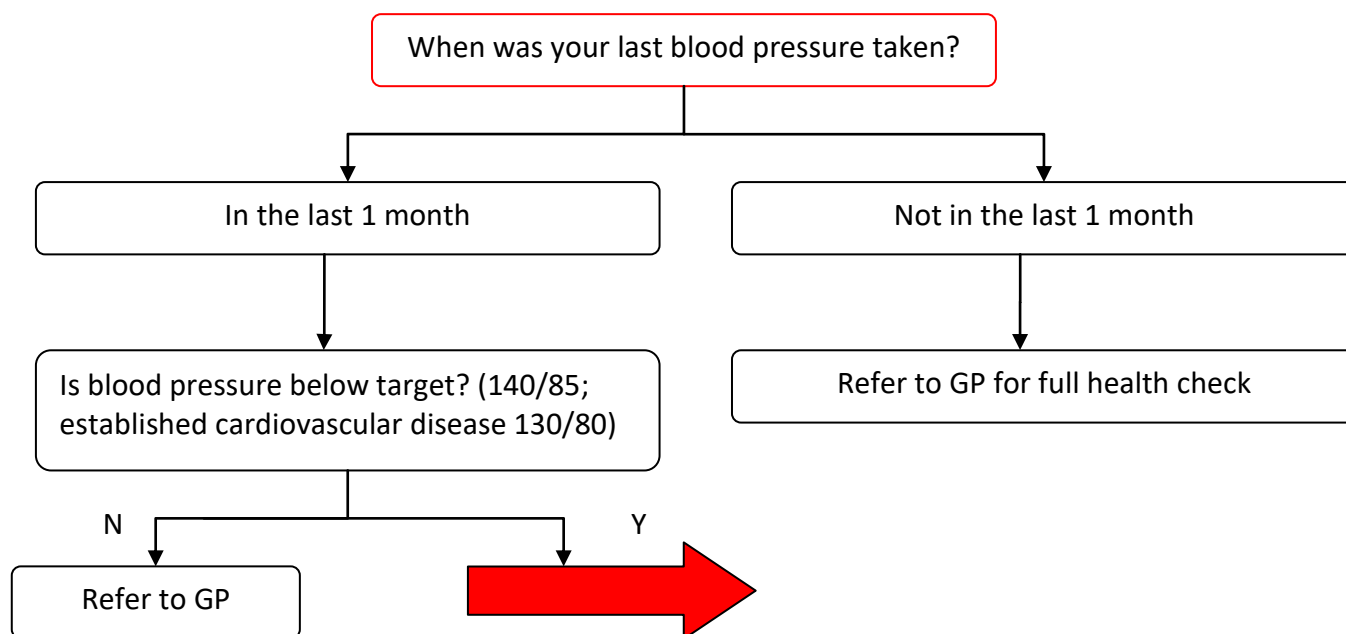 When was your last blood pressure taken?
In the last 1 month
Not in the last 1 month
Is blood pressure below target? (140/85;
established cardiovascular disease 130/80)
Refer to GP for full health check
N
Y
Refer to GP